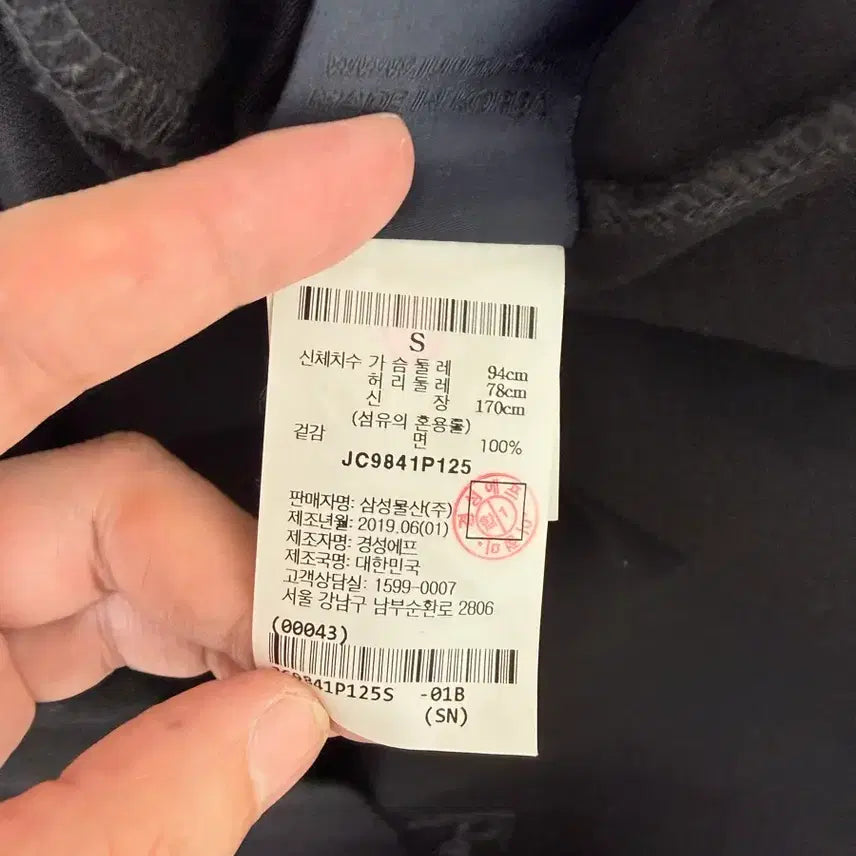 MADE IN KOREA
S
신체치수 가 슴 둘 레 94cm
허 리 둘 레 78cm
신 장 170cm
(섬유의 혼용률)
겉감 면 100%
JC9841P125
판매자명: 삼성물산(주)
제조년월: 2019.06(01)
제조자명: 경성에프
제조국명: 대한민국
고객상담실: 1599-0007
서울 강남구 남부순환로 2806
(00043)
JC9841P125S -01B
(SN)